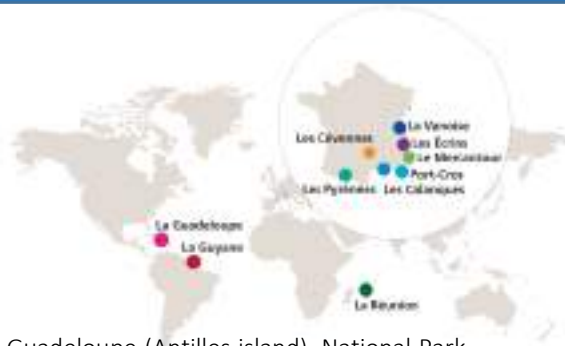 La Vanoise
Les Cévennes
Les Écrins
Le Mercantour
Port-Cros
Les Pyrénées Les Calanques
La Guadeloupe
La Guyane
La Réunion
Guadeloupe (Antilles island), National Park